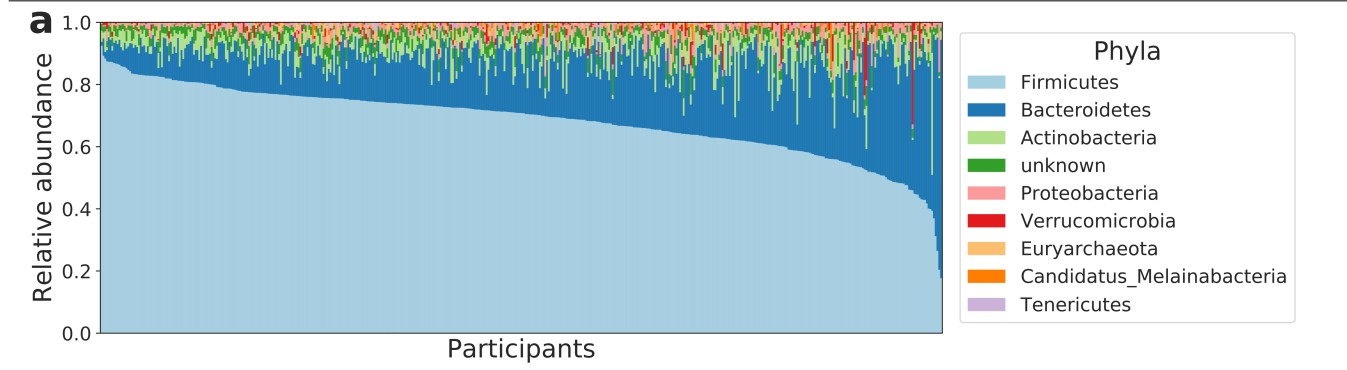 a
Relative abundance
1.0
0.8
0.6
0.4
0.2
0.0
Participants
Phyla
Firmicutes
Bacteroidetes
Actinobacteria
unknown
Proteobacteria
Verrucomicrobia
Euryarchaeota
Candidatus_Melainabacteria
Tenericutes